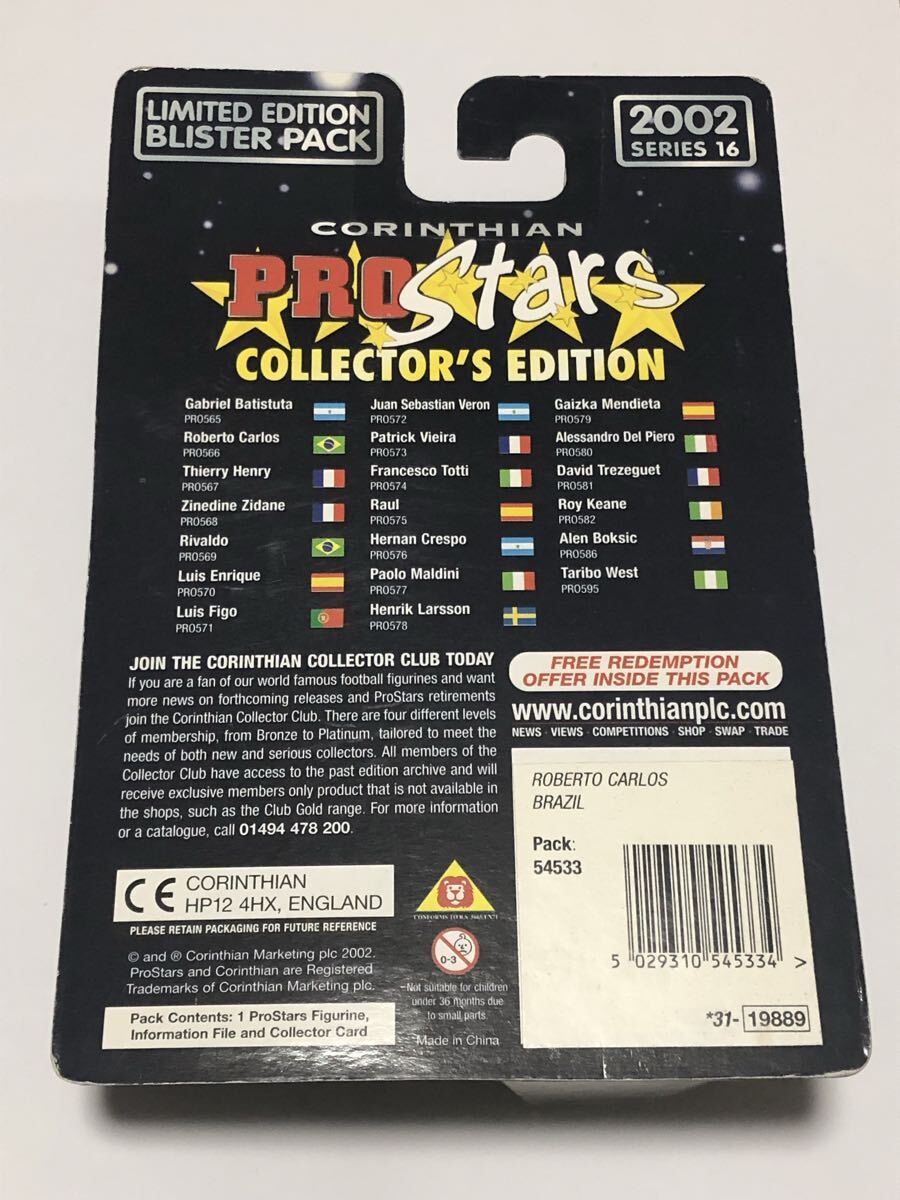 LIMITED EDITION
BLISTER PACK
2002
SERIES 16
CORINTHIAN
PROStars
COLLECTOR'S EDITION
Gabriel Batistuta
PRO565
Roberto Carlos
PRO566
Thierry Henry
PRO567
Zinedine Zidane
PRO568
Rivaldo
PRO569
Luis Enrique
PRO570
Luis Figo
PRO571
Juan Sebastian Veron
PRO572
Patrick Vieira
PRO573
Francesco Totti
PRO574
Raul
PRO575
Hernan Crespo
PRO576
Paolo Maldini
PRO577
Henrik Larsson
PRO578
Gaizka Mendieta
PRO579
Alessandro Del Piero
PRO580
David Trezeguet
PRO581
Roy Keane
PRO582
Alen Boksic
PRO586
Taribo West
PRO595
JOIN THE CORINTHIAN COLLECTOR CLUB TODAY
If you are a fan of our world famous football figurines and want
more news on forthcoming releases and ProStars retirements
join the Corinthian Collector Club. There are four different levels
of membership, from Bronze to Platinum, tailored to meet the
needs of both new and serious collectors. All members of the
Collector Club have access to the past edition archive and will
receive exclusive members only product that is not available in
the shops, such as the Club Gold range. For more information
or a catalogue, call 01494 478 200.
FREE REDEMPTION
OFFER INSIDE THIS PACK
www.corinthianplc.com
NEWS · VIEWS · COMPETITIONS · SHOP · SWAP · TRADE
ROBERTO CARLOS
BRAZIL
Pack:
54533
5 029310 545334 >
*31- 19889
CE CORINTHIAN
HP12 4HX, ENGLAND
PLEASE RETAIN PACKAGING FOR FUTURE REFERENCE
© and ® Corinthian Marketing plc 2002.
ProStars and Corinthian are Registered
Trademarks of Corinthian Marketing plc.
Pack Contents: 1 ProStars Figurine,
Information File and Collector Card
CONFORMS TO
0-3
Not suitable for children
under 36 months due
to small parts.
Made in China